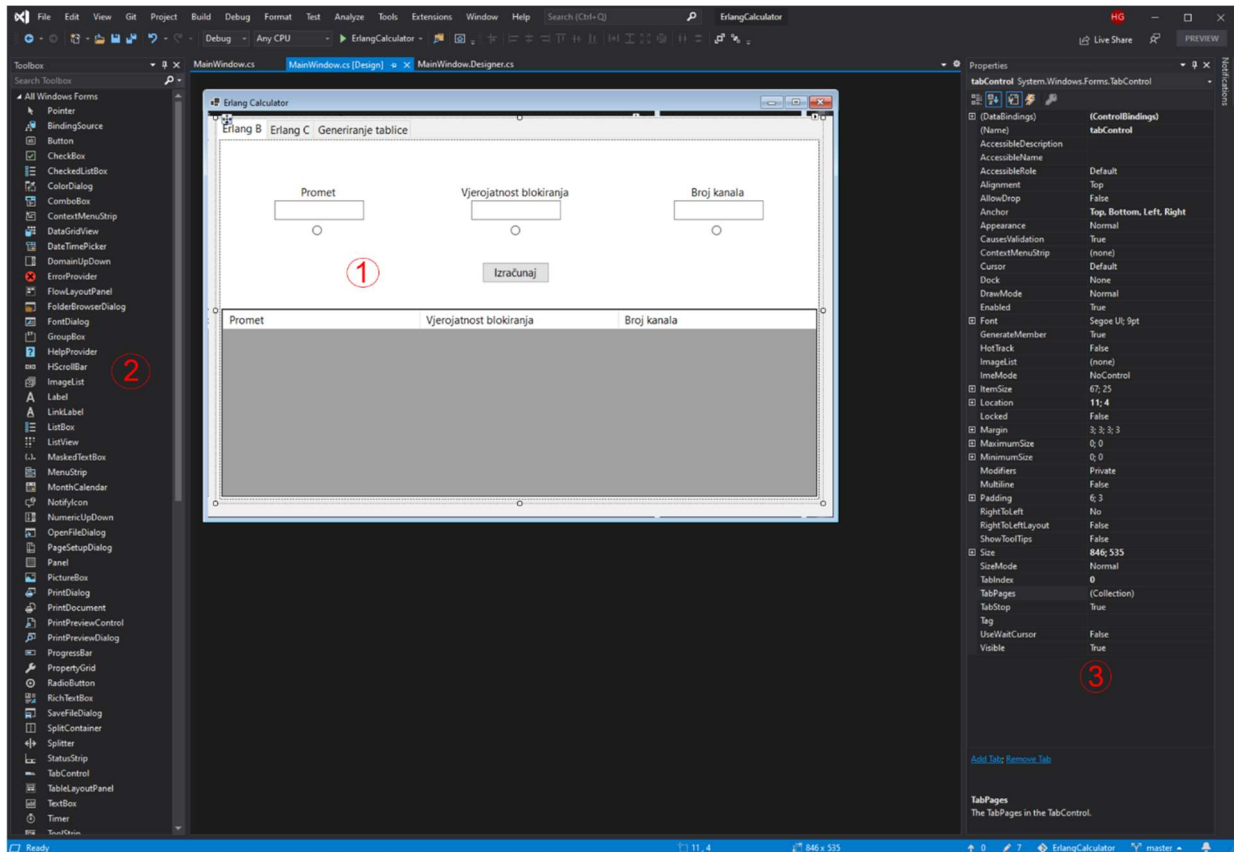 File Edit View Git Project Build Debug Format Test Analyze Tools Extensions Window Help Search (Ctrl+Q) ErlangCalculator HG
Debug Any CPU ErlangCalculator Live Share PREVIEW
Toolbox
Search Toolbox
All Windows Forms
Pointer
BindingSource
Button
CheckBox
CheckedListBox
ColorDialog
ComboBox
ContextMenuStrip
DataGridView
DateTimePicker
DomainUpDown
ErrorProvider
FlowLayoutPanel
FolderBrowserDialog
FontDialog
GroupBox
HelpProvider
HScrollBar
ImageList
Label
LinkLabel
ListBox
ListView
MaskedTextBox
MenuStrip
MonthCalendar
NotifyIcon
NumericUpDown
OpenFileDialog
PageSetupDialog
Panel
PictureBox
PrintDialog
PrintDocument
PrintPreviewControl
PrintPreviewDialog
ProgressBar
PropertyGrid
RadioButton
RichTextBox
SaveFileDialog
SplitContainer
Splitter
StatusStrip
TabControl
TableLayoutPanel
TextBox
Timer
ToolStrip
2
MainWindow.cs MainWindow.cs [Design] MainWindow.Designer.cs
Erlang Calculator
Erlang B Erlang C Generiranje tablice
Promet Vjerojatnost blokiranja Broj kanala
1
Izračunaj
Promet Vjerojatnost blokiranja Broj kanala
Properties
Notifications
tabControl System.Windows.Forms.TabControl
(DataBindings) (ControlBindings)
(Name) tabControl
AccessibleDescription
AccessibleName
AccessibleRole Default
Alignment Top
AllowDrop False
Anchor Top, Bottom, Left, Right
Appearance Normal
CausesValidation True
ContextMenuStrip (none)
Cursor Default
Dock None
DrawMode Normal
Enabled True
Font Segoe UI; 9pt
GenerateMember True
HotTrack False
ImageList (none)
ImeMode NoControl
ItemSize 67; 25
Location 11; 4
Locked False
Margin 3; 3; 3; 3
MaximumSize 0; 0
MinimumSize 0; 0
Modifiers Private
Multiline False
Padding 6; 3
RightToLeft No
RightToLeftLayout False
ShowToolTips False
Size 846; 535
SizeMode Normal
TabIndex 0
TabPages (Collection)
TabStop True
Tag
UseWaitCursor False
Visible True
3
Add Tab; Remove Tab
TabPages
The TabPages in the TabControl.
Ready 11 , 4 846 x 535 0 7 ErlangCalculator master